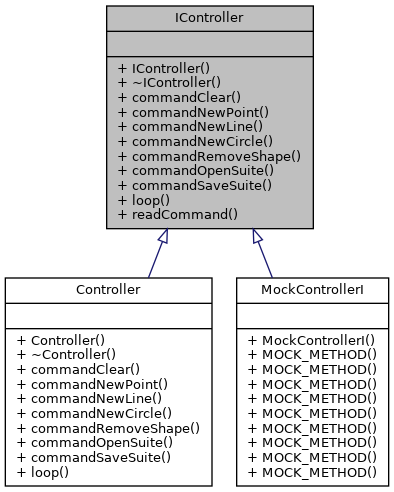 IController
+ IController()
+ ~IController()
+ commandClear()
+ commandNewPoint()
+ commandNewLine()
+ commandNewCircle()
+ commandRemoveShape()
+ commandOpenSuite()
+ commandSaveSuite()
+ loop()
+ readCommand()
Controller
+ Controller()
+ ~Controller()
+ commandClear()
+ commandNewPoint()
+ commandNewLine()
+ commandNewCircle()
+ commandRemoveShape()
+ commandOpenSuite()
+ commandSaveSuite()
+ loop()
MockControllerI
+ MockControllerI()
+ MOCK_METHOD()
+ MOCK_METHOD()
+ MOCK_METHOD()
+ MOCK_METHOD()
+ MOCK_METHOD()
+ MOCK_METHOD()
+ MOCK_METHOD()
+ MOCK_METHOD()
+ MOCK_METHOD()